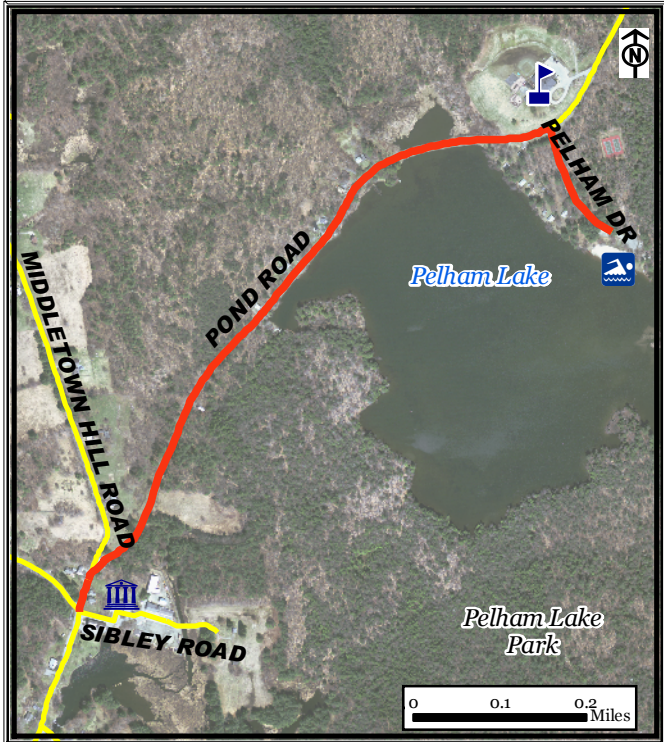 N
PELHAM DR
Pelham Lake
POND ROAD
MIDDLETOWN HILL ROAD
Pelham Lake
Park
SIBLEY ROAD
0 0.1 0.2
Miles